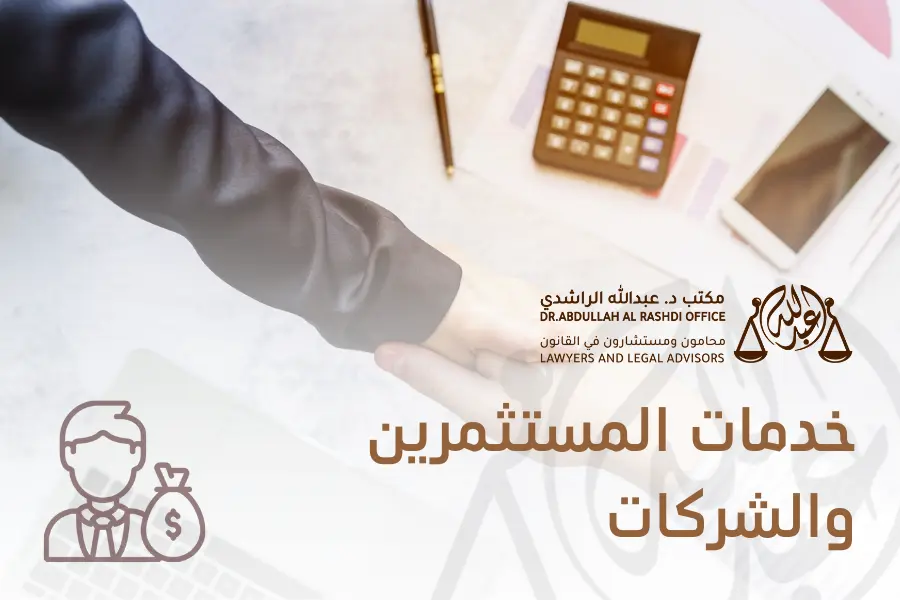 مكتب د. عبدالله الراشدي
DR.ABDULLAH AL RASHDI OFFICE
محامون ومستشارون في القانون
LAWYERS AND LEGAL ADVISORS
عبدالله
خدمات المستثمرين
والشركات
$